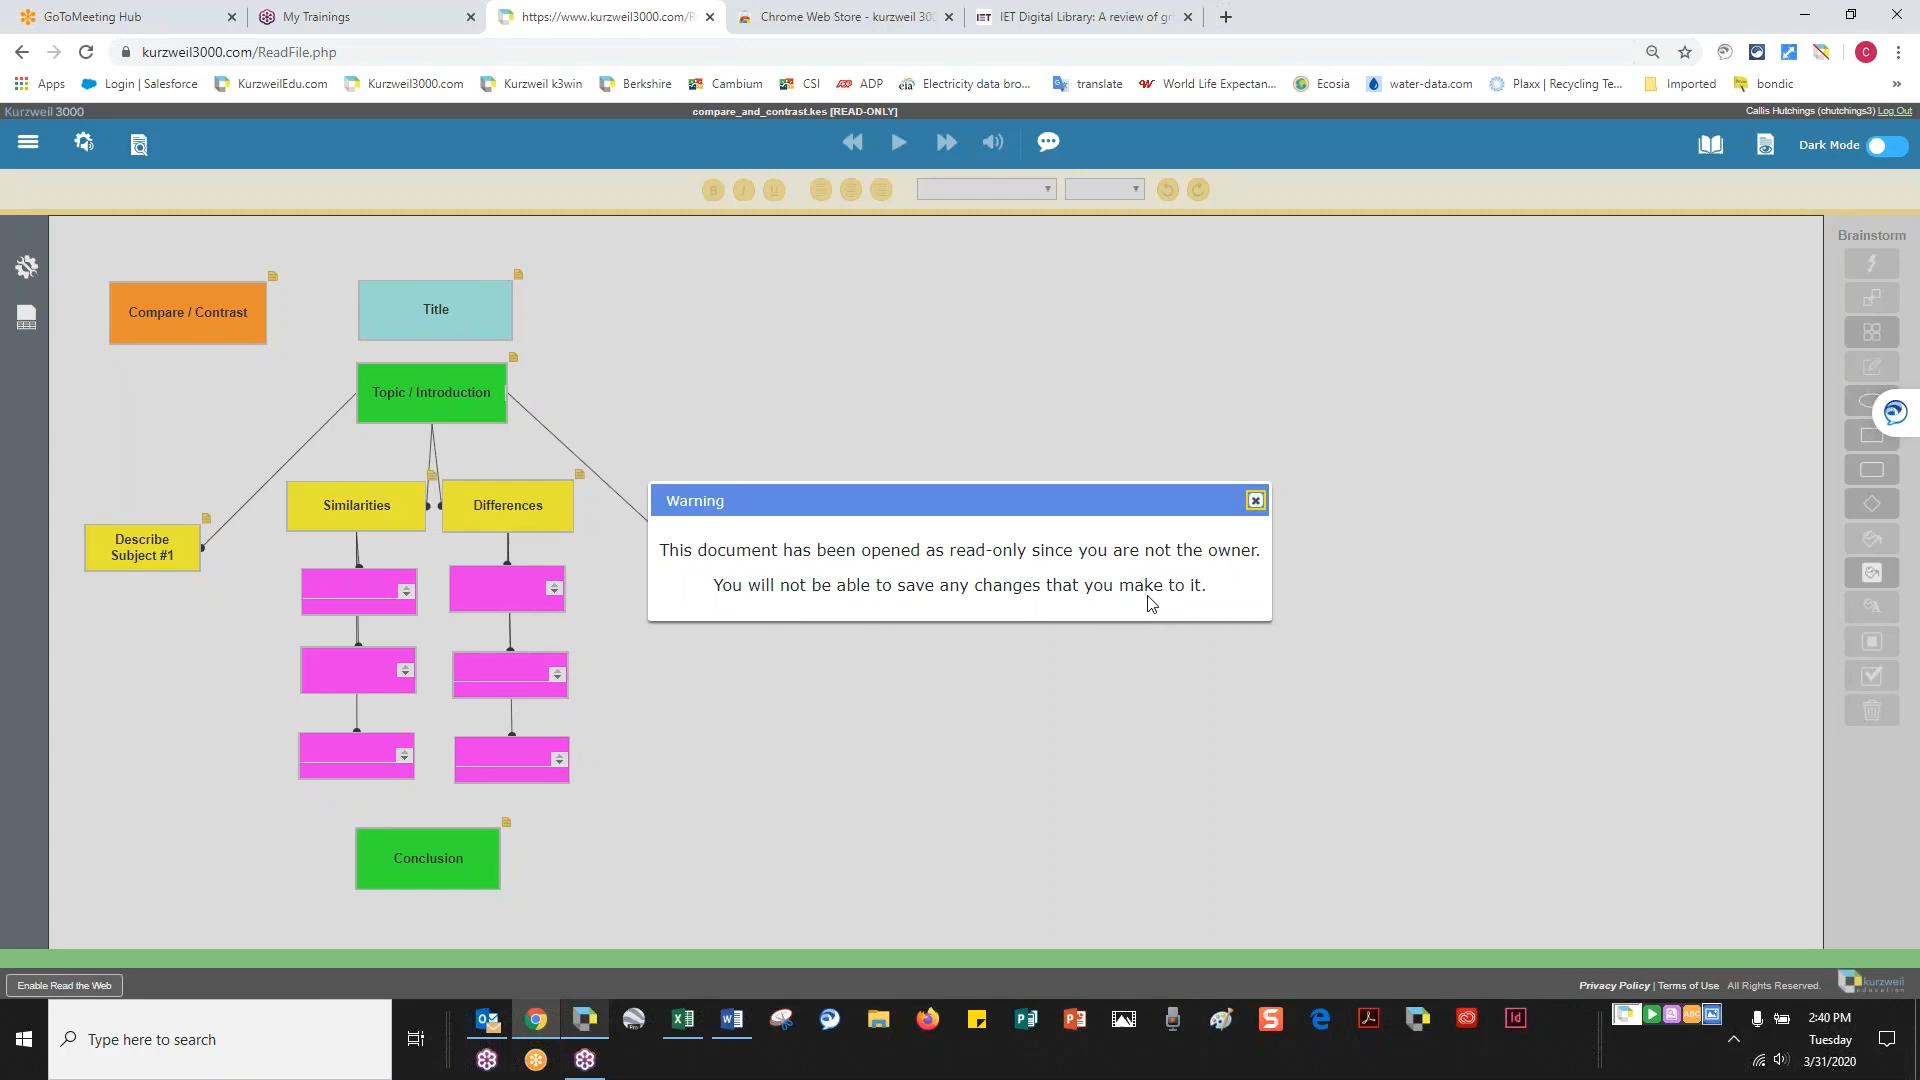 GoToMeeting Hub
My Trainings
https://www.kurzweil3000.com/R
Chrome Web Store - kurzweil 30
IET Digital Library: A review of gr
kurzweil3000.com/ReadFile.php
C
Apps
Login | Salesforce
KurzweilEdu.com
Kurzweil3000.com
Kurzweil k3win
Berkshire
Cambium
CSI
ADP
Electricity data bro...
translate
World Life Expectan...
Ecosia
water-data.com
Plaxx | Recycling Te...
Imported
bondic
Kurzweil 3000
compare_and_contrast.kes [READ-ONLY]
Callis Hutchings (chutchings3) Log Out
Dark Mode
B I U
Brainstorm
Compare / Contrast
Title
Topic / Introduction
Similarities
Differences
Describe
Subject #1
Warning
This document has been opened as read-only since you are not the owner.
You will not be able to save any changes that you make to it.
Conclusion
Enable Read the Web
Privacy Policy | Terms of Use All Rights Reserved.
kurzweil
education
Type here to search
2:40 PM
Tuesday
3/31/2020